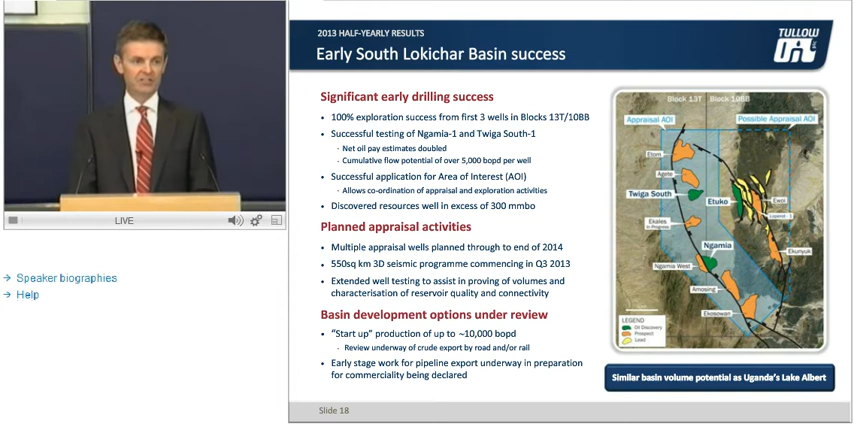 LIVE
→ Speaker biographies
→ Help
2013 HALF-YEARLY RESULTS
Early South Lokichar Basin success
TULLOW
Oil plc
Significant early drilling success
• 100% exploration success from first 3 wells in Blocks 13T/10BB
• Successful testing of Ngamia-1 and Twiga South-1
- Net oil pay estimates doubled
- Cumulative flow potential of over 5,000 bopd per well
• Successful application for Area of Interest (AOI)
- Allows co-ordination of appraisal and exploration activities
• Discovered resources well in excess of 300 mmbo
Planned appraisal activities
• Multiple appraisal wells planned through to end of 2014
• 550sq km 3D seismic programme commencing in Q3 2013
• Extended well testing to assist in proving of volumes and
characterisation of reservoir quality and connectivity
Basin development options under review
• “Start up” production of up to ~10,000 bopd
- Review underway of crude export by road and/or rail
• Early stage work for pipeline export underway in preparation
for commerciality being declared
Block 13T
Block 10BB
Appraisal AOI
Possible Appraisal AOI
Etom
Agete
Twiga South
Etuko
Ewoi
Ekales
In Progress
Ngamia
Ekunyuk
Ngamia West
Amosing
Ekosowan
LEGEND
Oil Discovery
Prospect
Lead
Similar basin volume potential as Uganda's Lake Albert
Slide 18